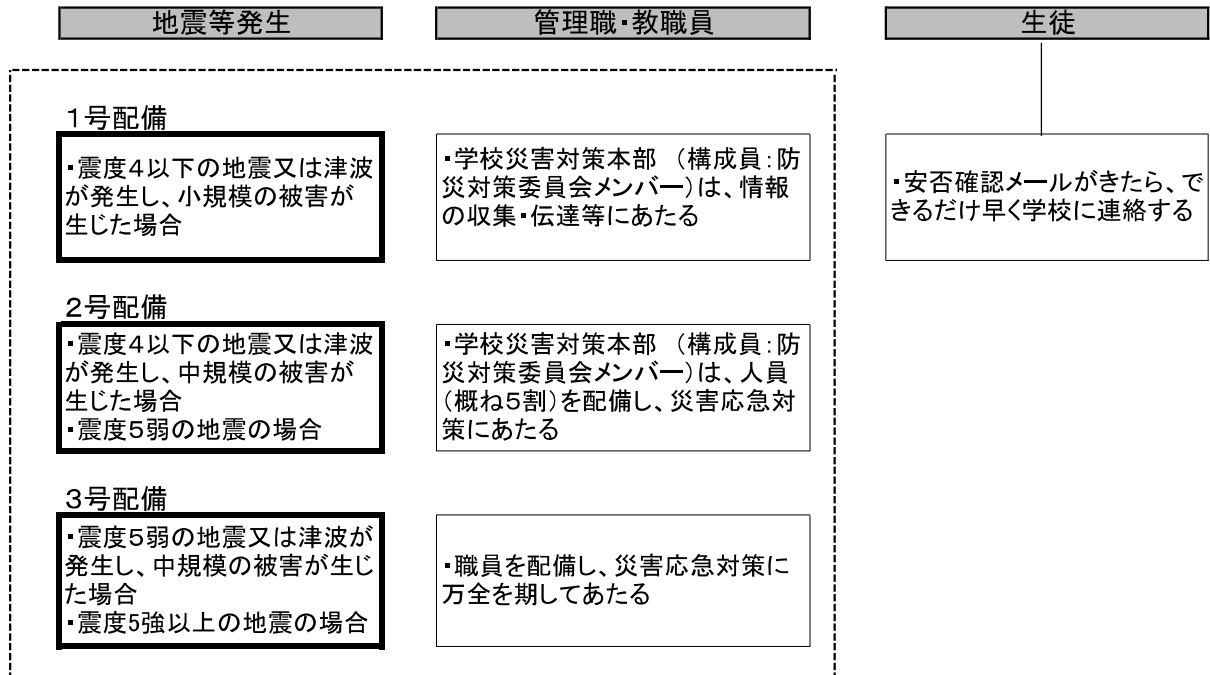 地震等発生
管理職・教職員
生徒
1号配備
・震度4以下の地震又は津波
が発生し、小規模の被害が
生じた場合
・学校災害対策本部 (構成員:防
災対策委員会メンバー)は、情報
の収集・伝達等にあたる
・安否確認メールがきたら、で
きるだけ早く学校に連絡する
2号配備
・震度4以下の地震又は津波
が発生し、中規模の被害が
生じた場合
・震度5弱の地震の場合
・学校災害対策本部 (構成員:防
災対策委員会メンバー)は、人員
(概ね5割)を配備し、災害応急対
策にあたる
3号配備
・震度5弱の地震又は津波が
発生し、中規模の被害が生じ
た場合
・震度5強以上の地震の場合
・職員を配備し、災害応急対策に
万全を期してあたる